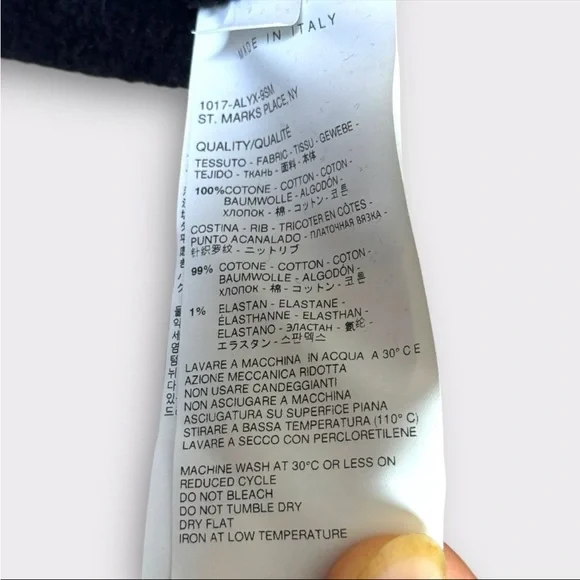 MADE IN ITALY
1017-ALYX-9SM
ST. MARKS PLACE, NY
QUALITY/QUALITÉ
TESSUTO - FABRIC - TISSU - GEWEBE -
TEJIDO - ТКАНЬ - 面料 - 本体
100% COTONE - COTTON - COTON -
BAUMWOLLE - ALGODÓN -
ХЛОПОК - 棉 - コットン - 코튼
COSTINA - RIB - TRICOTER EN CÔTES -
PUNTO ACANALADO - ПЛАТОЧНАЯ ВЯЗКА -
针织罗纹 - ニットリブ
99% COTONE - COTTON - COTON -
BAUMWOLLE - ALGODÓN -
ХЛОПОК - 棉 - コットン - 코튼
1% ELASTAN - ELASTANE -
ÉLASTHANNE - ELASTHAN -
ELASTANO - ЭЛАСТАН - 氨纶 -
エラスタン - 스판덱스
LAVARE A MACCHINA IN ACQUA A 30° C E
AZIONE MECCANICA RIDOTTA
NON USARE CANDEGGIANTI
NON ASCIUGARE A MACCHINA
ASCIUGATURA SU SUPERFICE PIANA
STIRARE A BASSA TEMPERATURA (110° C)
LAVARE A SECCO CON PERCLORETILENE
MACHINE WASH AT 30°C OR LESS ON
REDUCED CYCLE
DO NOT BLEACH
DO NOT TUMBLE DRY
DRY FLAT
IRON AT LOW TEMPERATURE